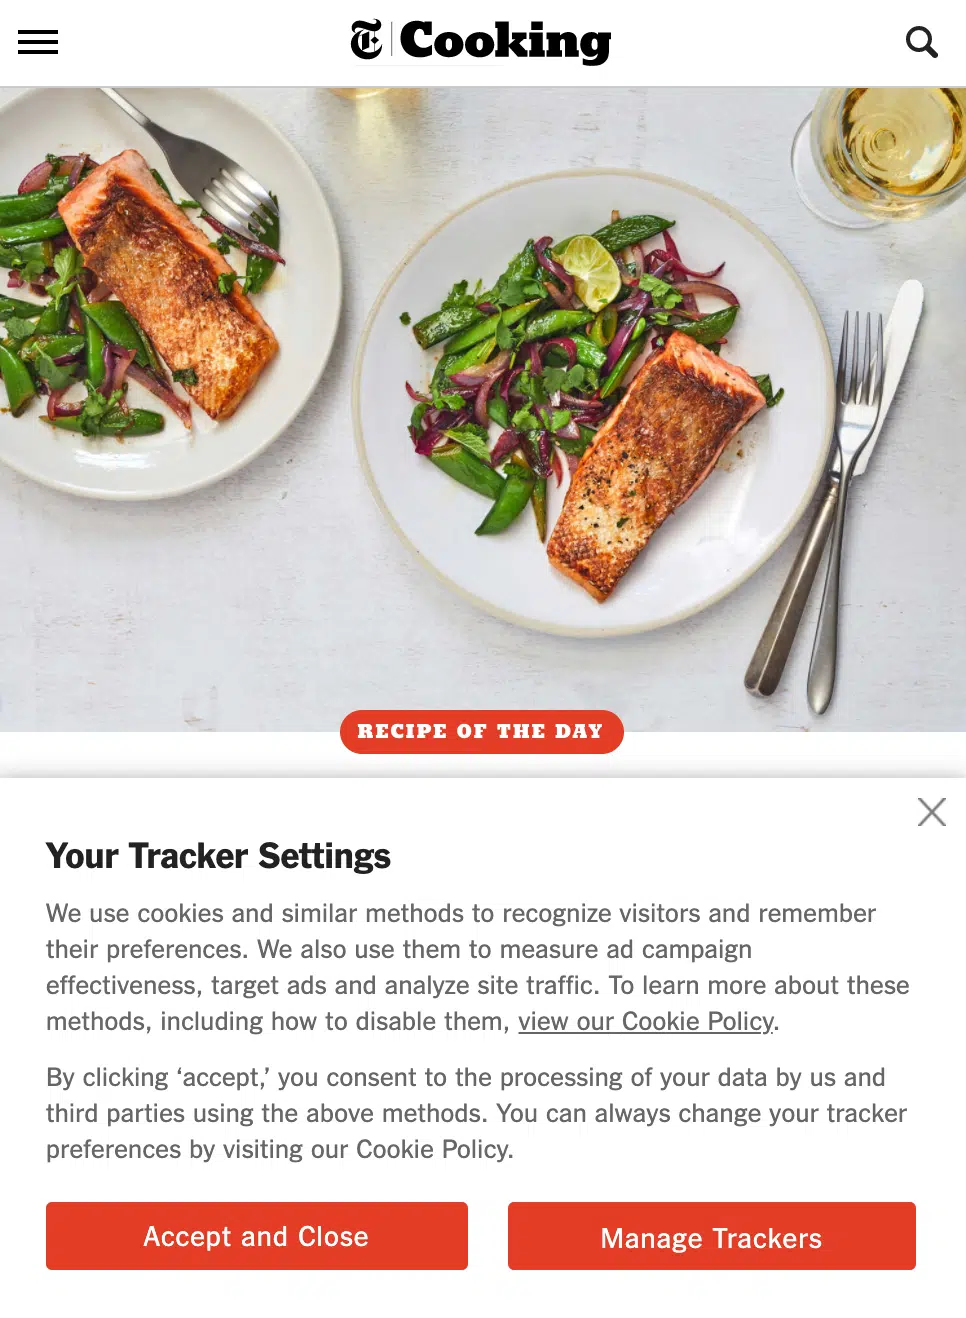 T Cooking
RECIPE OF THE DAY
Your Tracker Settings
We use cookies and similar methods to recognize visitors and remember
their preferences. We also use them to measure ad campaign
effectiveness, target ads and analyze site traffic. To learn more about these
methods, including how to disable them, view our Cookie Policy.
By clicking ‘accept,’ you consent to the processing of your data by us and
third parties using the above methods. You can always change your tracker
preferences by visiting our Cookie Policy.
Accept and Close
Manage Trackers